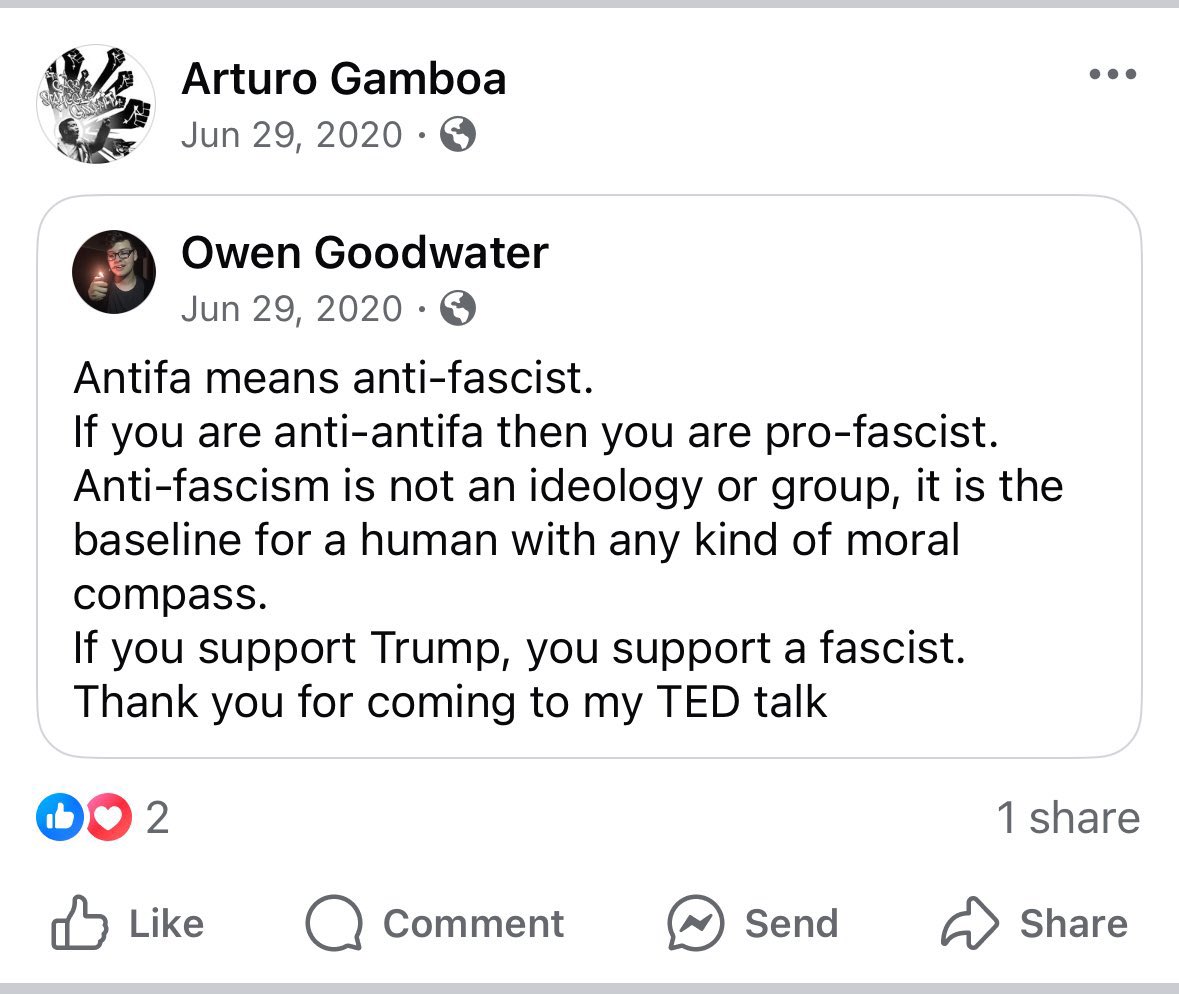 Arturo Gamboa
Jun 29, 2020 ·
Owen Goodwater
Jun 29, 2020 ·
Antifa means anti-fascist.
If you are anti-antifa then you are pro-fascist.
Anti-fascism is not an ideology or group, it is the
baseline for a human with any kind of moral
compass.
If you support Trump, you support a fascist.
Thank you for coming to my TED talk
2
1 share
Like
Comment
Send
Share